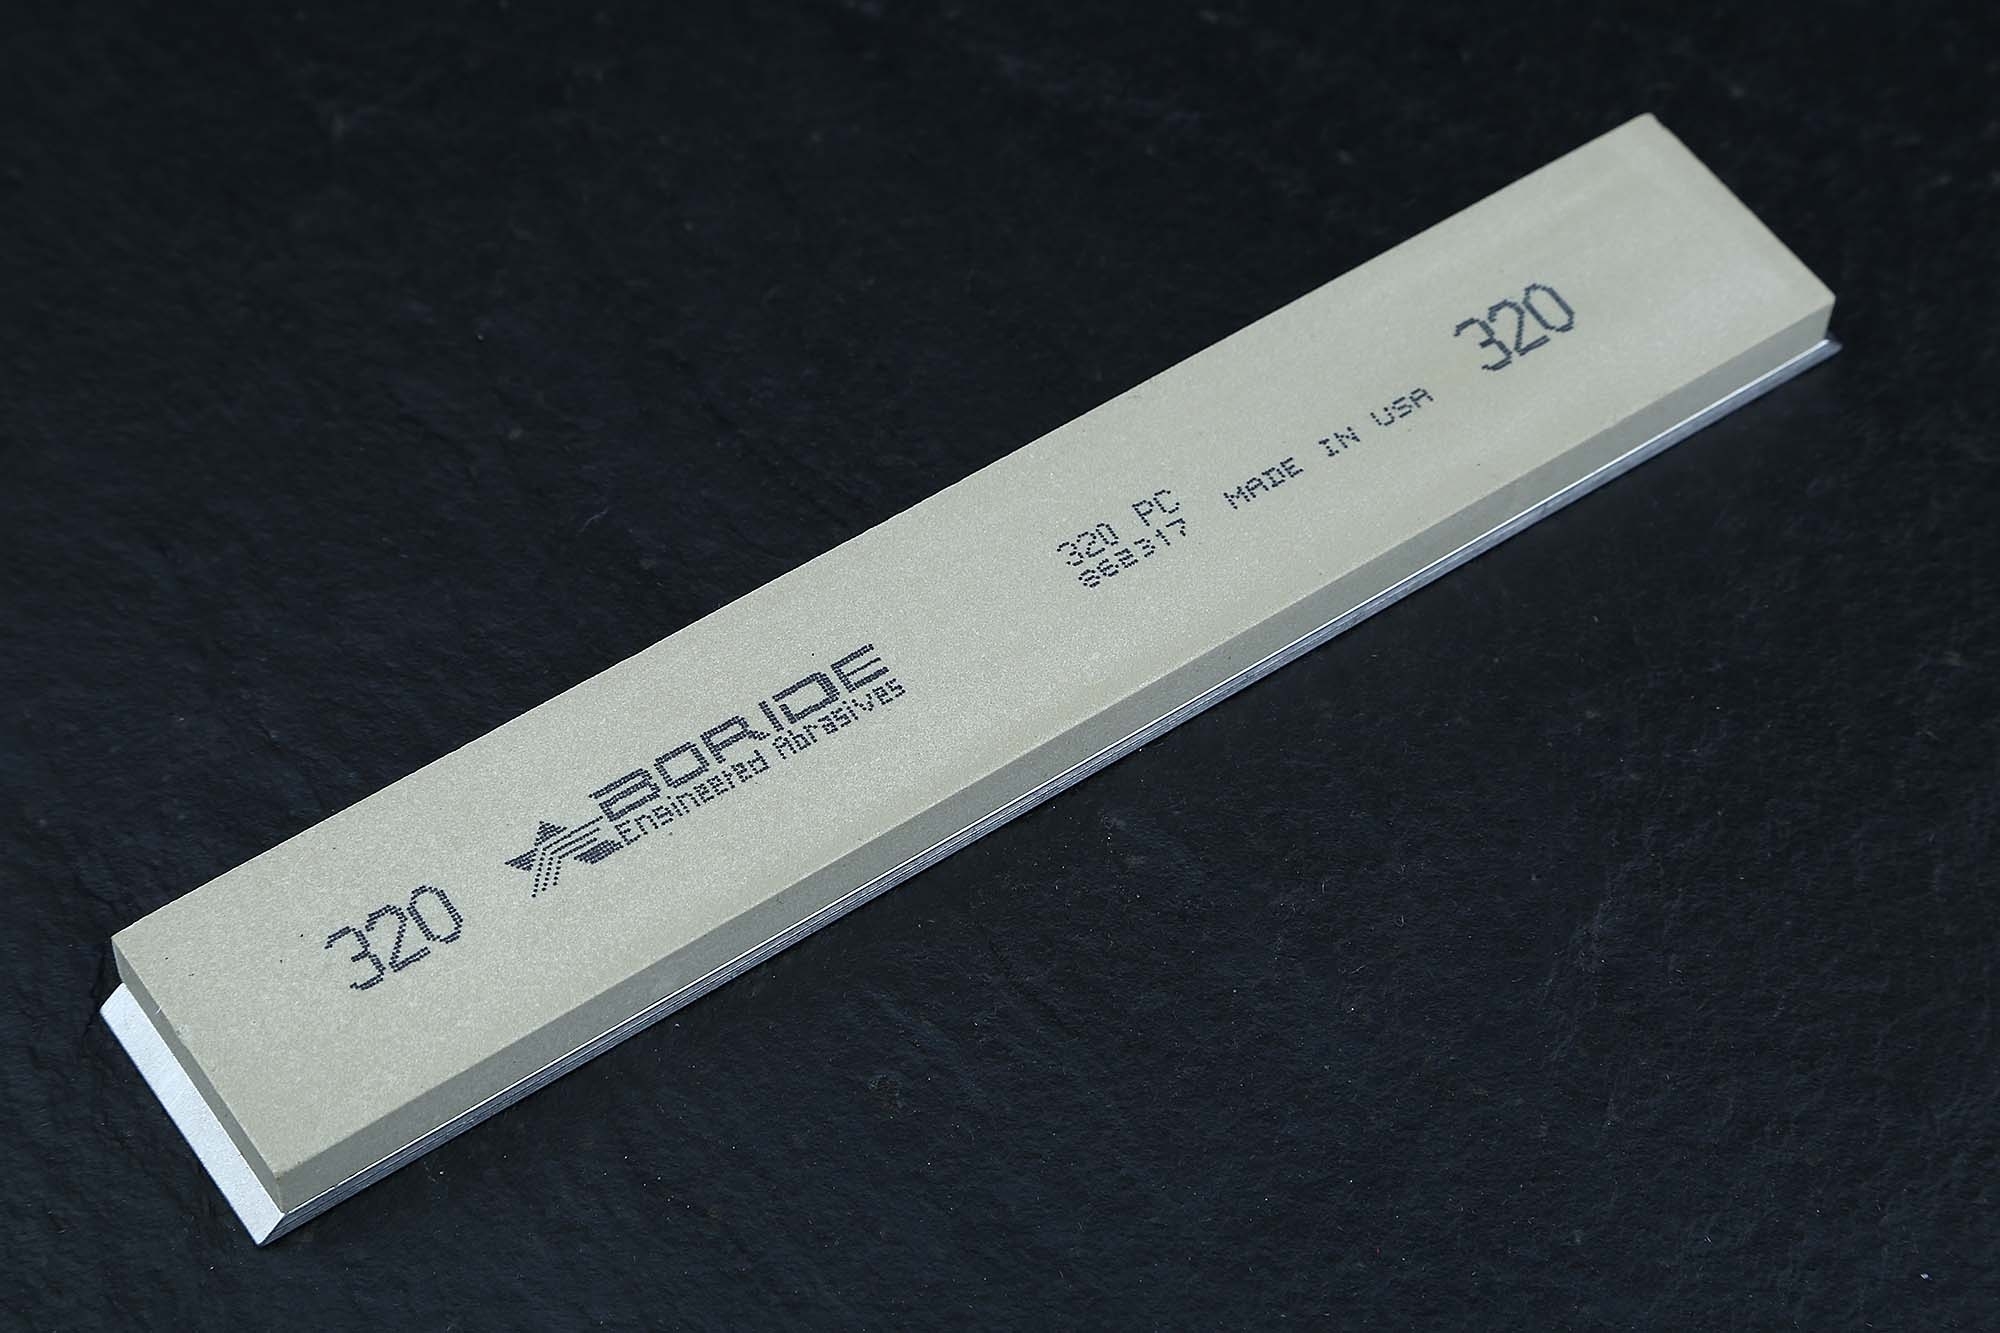 320
BORIDE
Engineered Abrasives
320 PC
S62317
MADE IN USA
320